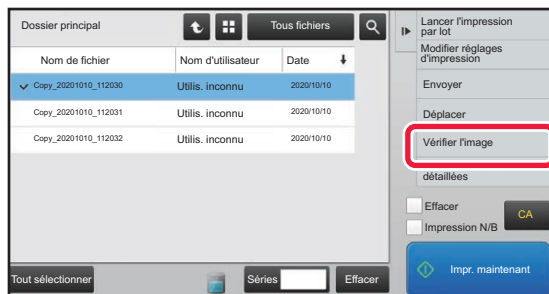 Dossier principal
Tous fichiers
Nom de fichier
Nom d'utilisateur
Date
Copy_20201010_112030
Utilis. inconnu
2020/10/10
Copy_20201010_112031
Utilis. inconnu
2020/10/10
Copy_20201010_112032
Utilis. inconnu
2020/10/10
Tout sélectionner
Séries
Effacer
Lancer l'impression
par lot
Modifier réglages
d'impression
Envoyer
Déplacer
Vérifier l'image
détaillées
Effacer
Impression N/B
CA
Impr. maintenant